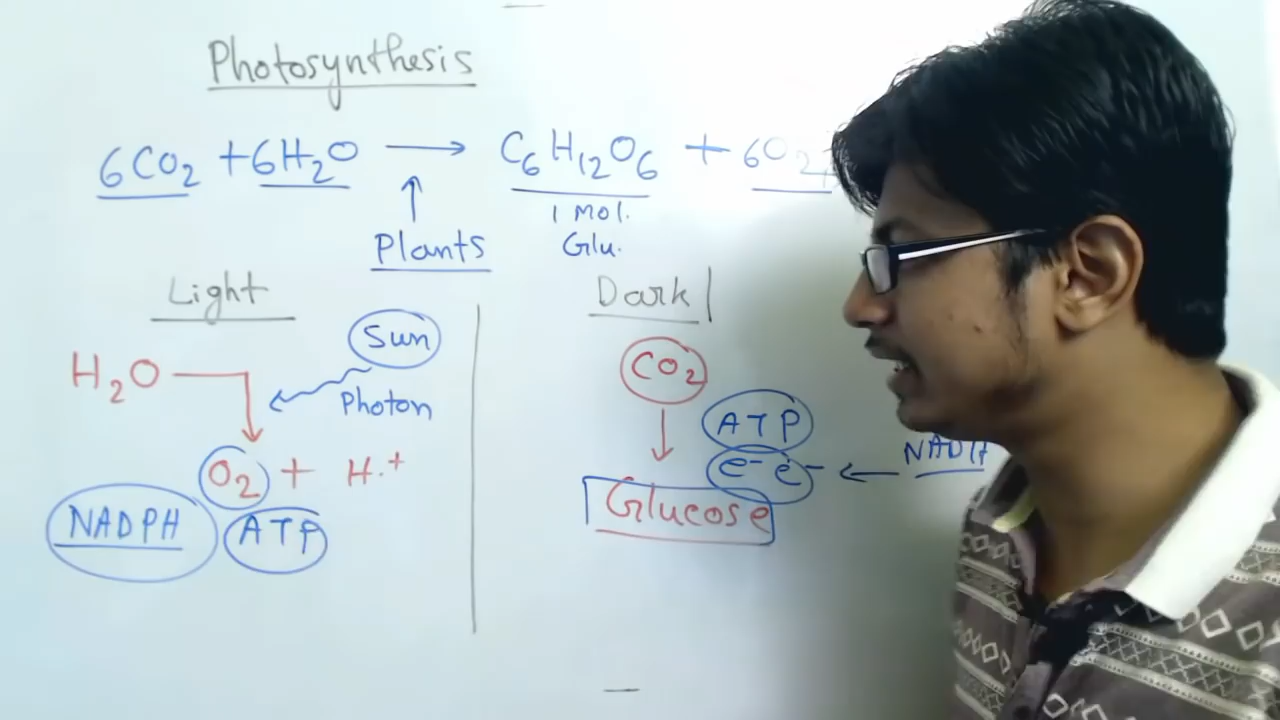 Photosynthesis
6CO₂ + 6H₂O → C₆H₁₂O₆ + 6O₂
↑
Plants
1 Mol.
Glu.
Light
Sun
Photon
H₂O
O₂ + H.⁺
NADPH
ATP
Dark
CO₂
ATP
e⁻ e⁻ ←
Glucose